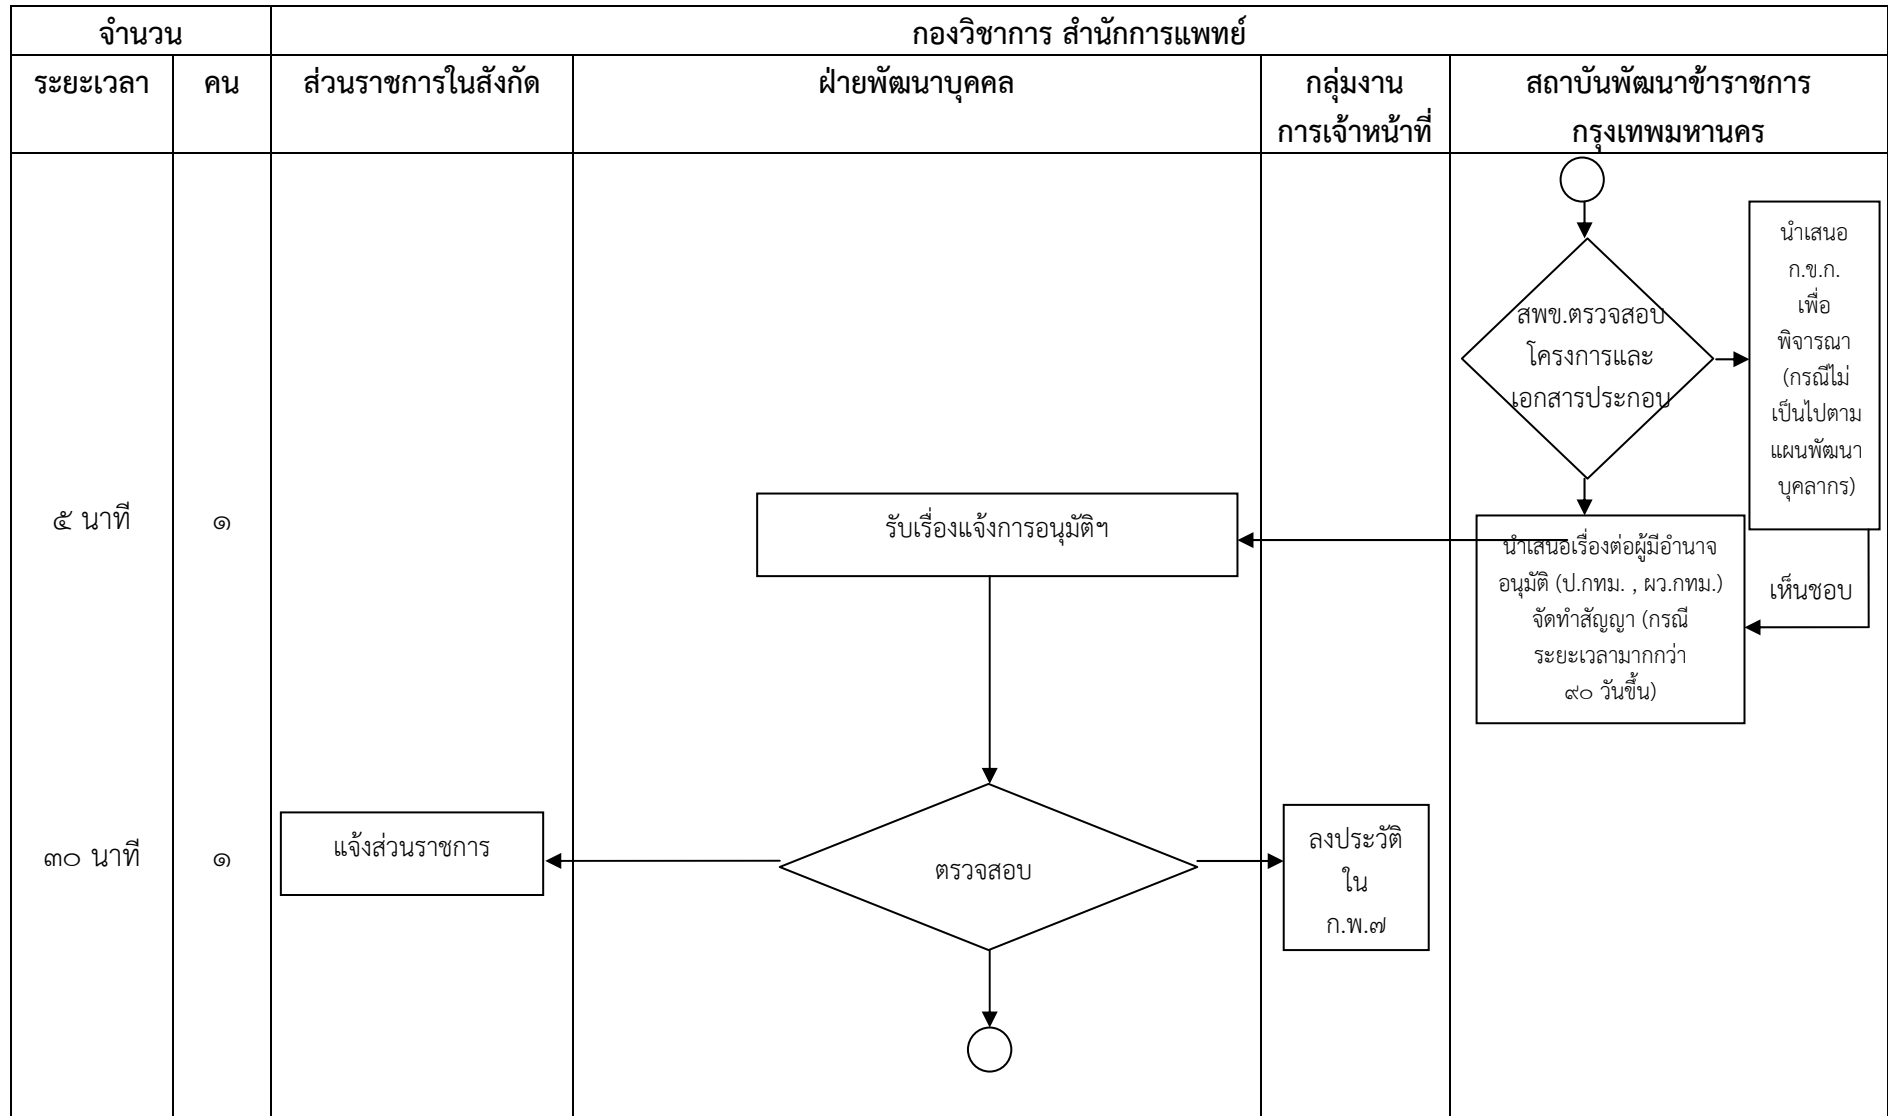 จำนวน
กองวิชาการ สำนักการแพทย์
ระยะเวลา
คน
ส่วนราชการในสังกัด
ฝ่ายพัฒนาบุคคล
กลุ่มงาน
การเจ้าหน้าที่
สถาบันพัฒนาข้าราชการ
กรุงเทพมหานคร
สพข.ตรวจสอบ
โครงการและ
เอกสารประกอบ
นำเสนอ
ก.ข.ก.
เพื่อ
พิจารณา
(กรณีไม่
เป็นไปตาม
แผนพัฒนา
บุคลากร)
๕ นาที
๑
รับเรื่องแจ้งการอนุมัติฯ
นำเสนอเรื่องต่อผู้มีอำนาจ
อนุมัติ (ป.กทม. , ผว.กทม.)
จัดทำสัญญา (กรณี
ระยะเวลามากกว่า
๙๐ วันขึ้น)
เห็นชอบ
๓๐ นาที
๑
แจ้งส่วนราชการ
ตรวจสอบ
ลงประวัติ
ใน
ก.พ.๗